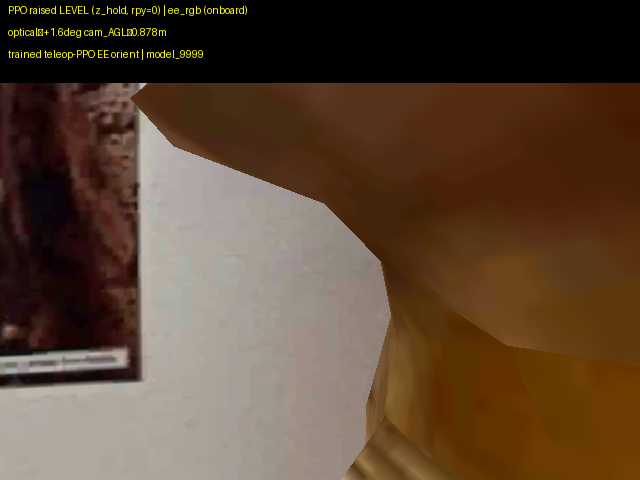 PPO raised LEVEL (z_hold, rpy=0) | ee_rgb (onboard)
optical▯+1.6deg cam_AGL▯0.878m
trained teleop-PPO EE orient | model_9999